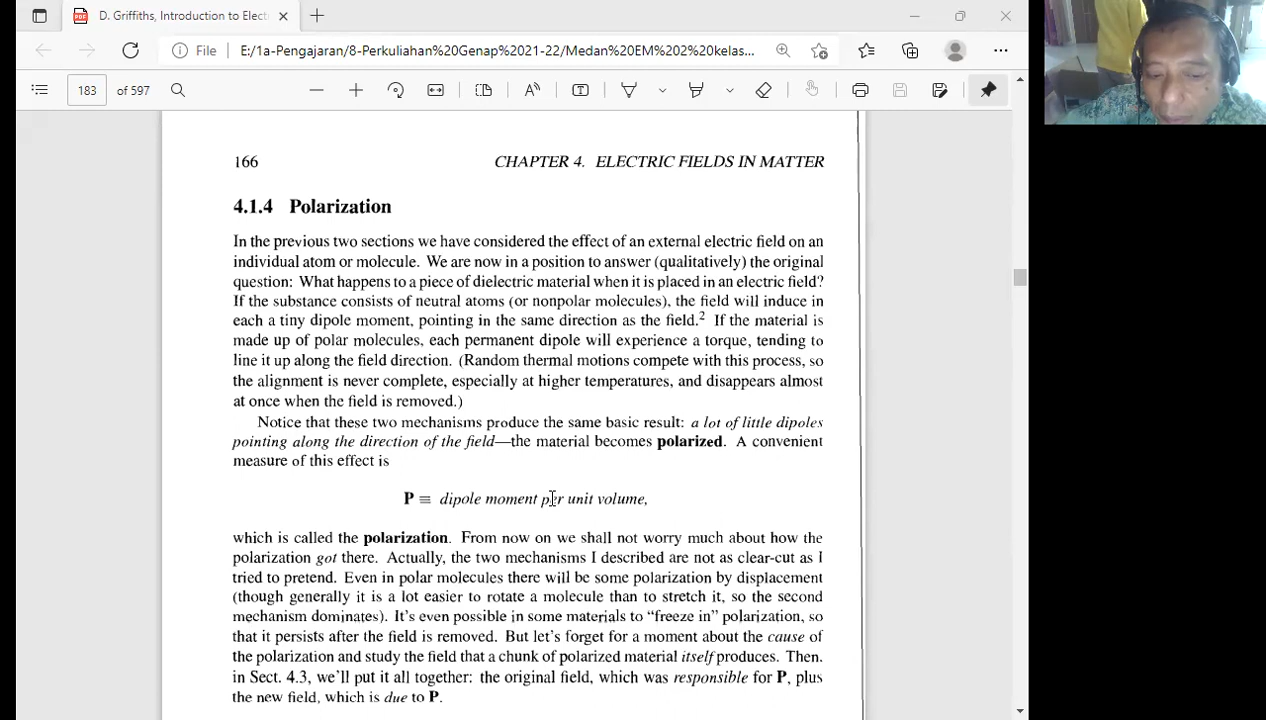 D. Griffiths, Introduction to Electr
File
E:/1a-Pengajaran/8-Perkuliahan%20Genap%2021-22/Medan%20EM%202%20kelas...
183 of 597
166 CHAPTER 4. ELECTRIC FIELDS IN MATTER
4.1.4 Polarization
In the previous two sections we have considered the effect of an external electric field on an
individual atom or molecule. We are now in a position to answer (qualitatively) the original
question: What happens to a piece of dielectric material when it is placed in an electric field?
If the substance consists of neutral atoms (or nonpolar molecules), the field will induce in
each a tiny dipole moment, pointing in the same direction as the field.2 If the material is
made up of polar molecules, each permanent dipole will experience a torque, tending to
line it up along the field direction. (Random thermal motions compete with this process, so
the alignment is never complete, especially at higher temperatures, and disappears almost
at once when the field is removed.)
Notice that these two mechanisms produce the same basic result: a lot of little dipoles
pointing along the direction of the field—the material becomes polarized. A convenient
measure of this effect is
P ≡ dipole moment per unit volume,
which is called the polarization. From now on we shall not worry much about how the
polarization got there. Actually, the two mechanisms I described are not as clear-cut as I
tried to pretend. Even in polar molecules there will be some polarization by displacement
(though generally it is a lot easier to rotate a molecule than to stretch it, so the second
mechanism dominates). It's even possible in some materials to “freeze in” polarization, so
that it persists after the field is removed. But let's forget for a moment about the cause of
the polarization and study the field that a chunk of polarized material itself produces. Then,
in Sect. 4.3, we'll put it all together: the original field, which was responsible for P, plus
the new field, which is due to P.